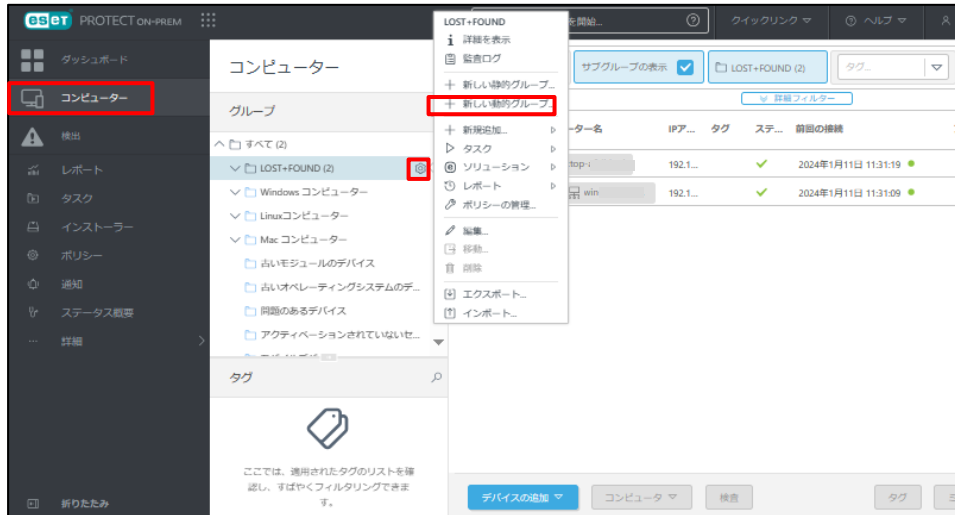 eseT PROTECT ON-PREM
を開始...
クイックリンク
ヘルプ
ダッシュボード
コンピューター
検出
レポート
タスク
インストーラー
ポリシー
通知
ステータス概要
詳細
折りたたみ
コンピューター
グループ
すべて (2)
LOST+FOUND (2)
Windows コンピューター
Linuxコンピューター
Mac コンピューター
古いモジュールのデバイス
古いオペレーティングシステムのデ...
問題のあるデバイス
アクティベーションされていないセ...
タグ
ここでは、適用されたタグのリストを確
認し、すばやくフィルタリングできま
す。
LOST+FOUND
詳細を表示
監査ログ
新しい静的グループ...
新しい動的グループ...
新規追加...
タスク
ソリューション
レポート
ポリシーの管理...
編集...
移動...
削除
エクスポート...
インポート...
サブグループの表示
LOST+FOUND (2)
タグ...
詳細フィルター
ーター名 IPア... タグ ステ... 前回の接続
192.1... 2024年1月11日 11:31:19
win 192.1... 2024年1月11日 11:31:09
デバイスの追加
コンピュータ
検査
タグ